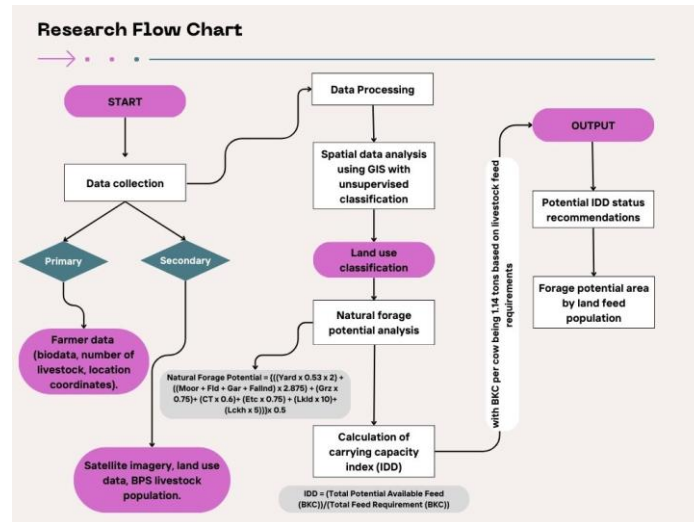 Research Flow Chart
START
Data collection
Primary
Secondary
Farmer data
(biodata, number of
livestock, location
coordinates).
Satellite imagery, land use
data, BPS livestock
population.
Data Processing
Spatial data analysis
using GIS with
unsupervised
classification
Land use
classification
Natural forage
potential analysis
Natural Forage Potential = {((Yard x 0.53 x 2) +
((Moor + Fld + Gar + Fallnd) x 2.875) + (Grz x
0.75)+ (CT x 0.6)+ (Etc x 0.75) + (Lkld x 10)+
(Lckh x 5))}x 0.5
Calculation of
carrying capacity
index (IDD)
IDD = (Total Potential Available Feed
(BKC))/(Total Feed Requirement (BKC))
with BKC per cow being 1.14 tons based on livestock feed
requirements
OUTPUT
Potential IDD status
recommendations
Forage potential area
by land feed
population